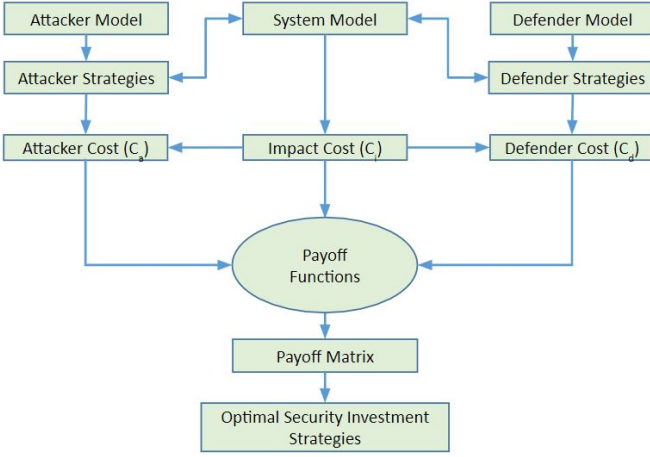 Attacker Model
System Model
Defender Model
Attacker Strategies
Defender Strategies
Attacker Cost (Ca)
Impact Cost (Ci)
Defender Cost (Cd)
Payoff
Functions
Payoff Matrix
Optimal Security Investment
Strategies